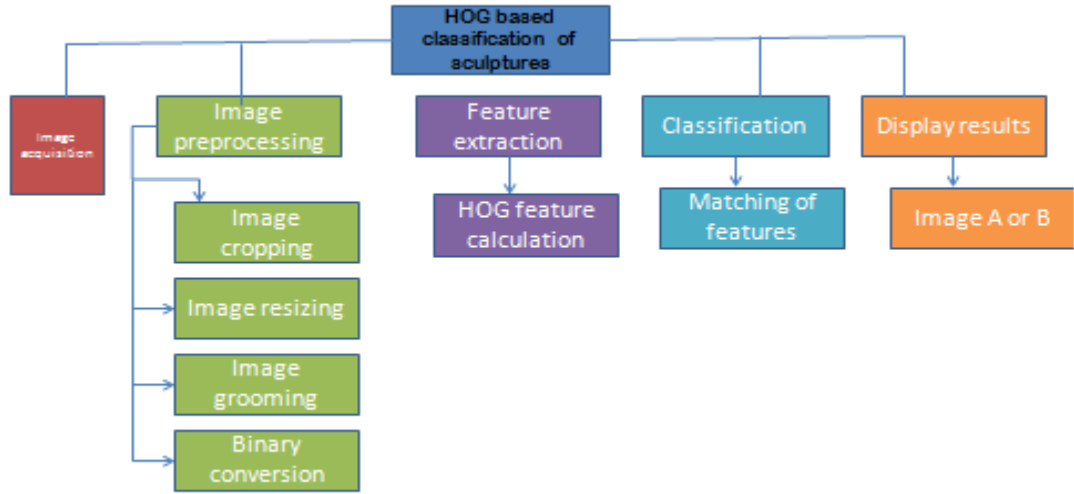 HOG based
classification of
sculptures
Image
acquisition
Image
preprocessing
Feature
extraction
Classification
Display results
Image
cropping
HOG feature
calculation
Matching of
features
Image A or B
Image resizing
Image
grooming
Binary
conversion